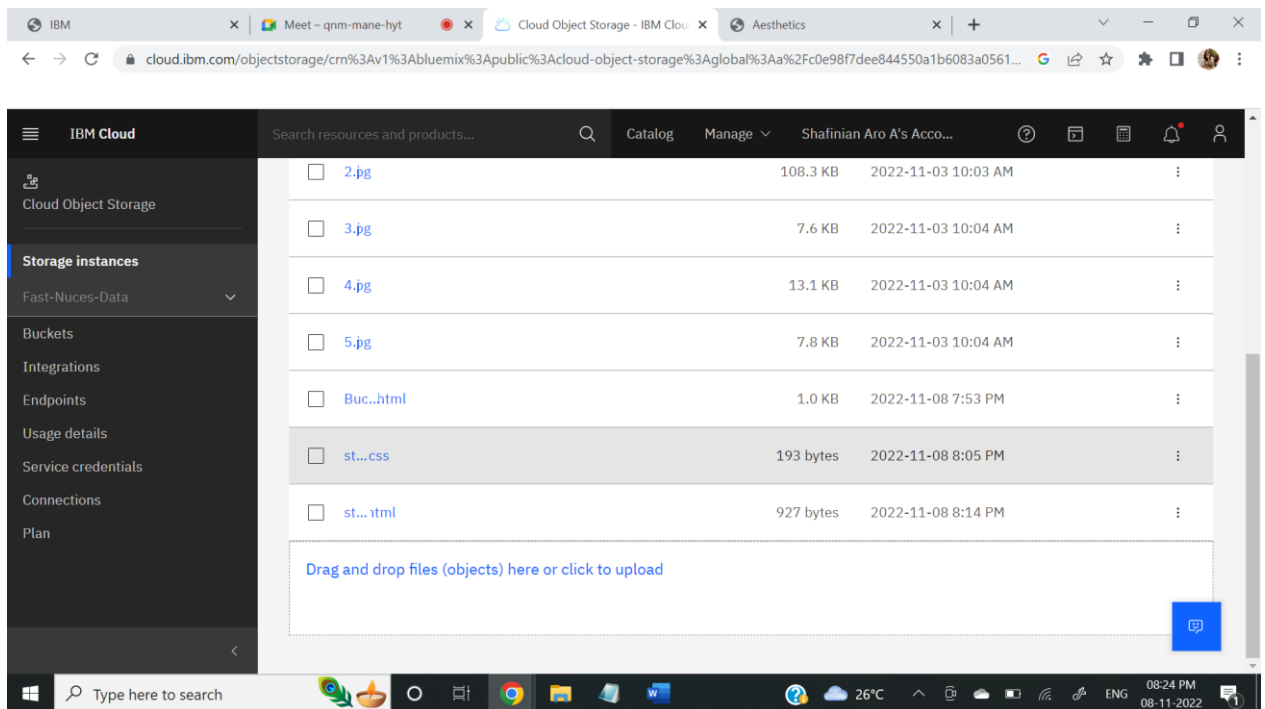 IBM
Meet – qnm-mane-hyt
Cloud Object Storage - IBM Clou
Aesthetics
cloud.ibm.com/objectstorage/crn%3Av1%3Abluemix%3Apublic%3Acloud-object-storage%3Aglobal%3Aa%2Fc0e98f7dee844550a1b6083a0561...
IBM Cloud
Search resources and products...
Catalog
Manage
Shafinian Aro A's Acco...
Cloud Object Storage
Storage instances
Fast-Nuces-Data
Buckets
Integrations
Endpoints
Usage details
Service credentials
Connections
Plan
2.jpg 108.3 KB 2022-11-03 10:03 AM
3.jpg 7.6 KB 2022-11-03 10:04 AM
4.jpg 13.1 KB 2022-11-03 10:04 AM
5.jpg 7.8 KB 2022-11-03 10:04 AM
Buc...html 1.0 KB 2022-11-08 7:53 PM
st...css 193 bytes 2022-11-08 8:05 PM
st...html 927 bytes 2022-11-08 8:14 PM
Drag and drop files (objects) here or click to upload
Type here to search
26°C
ENG
08:24 PM
08-11-2022
1